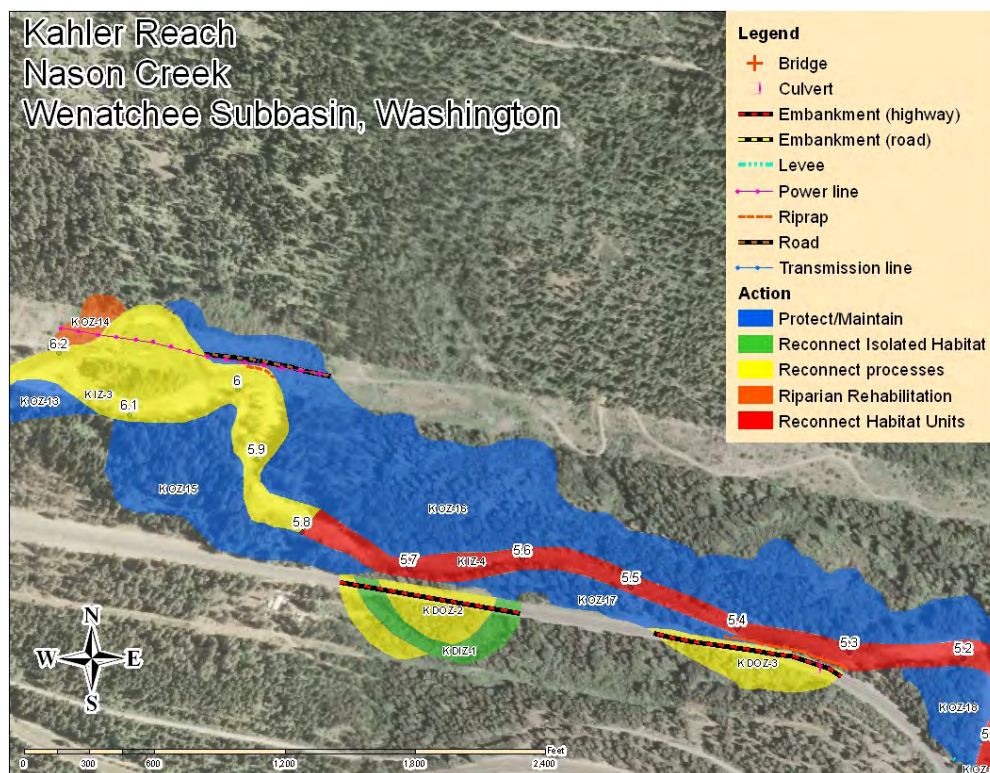 Kahler Reach
Nason Creek
Wenatchee Subbasin, Washington
Legend
Bridge
Culvert
Embankment (highway)
Embankment (road)
Levee
Power line
Riprap
Road
Transmission line
Action
Protect/Maintain
Reconnect Isolated Habitat
Reconnect processes
Riparian Rehabilitation
Reconnect Habitat Units
K OZ-14
6.2
K IZ-3
6
K OZ-13
6.1
5.9
K OZ-15
K OZ-16
5.8
5.7
K IZ-4
5.6
5.5
K OZ-17
5.4
5.3
5.2
K DOZ-2
K DIZ-1
K DOZ-3
K OZ-18
N
W E
S
Feet
0 300 600 1,200 1,800 2,400